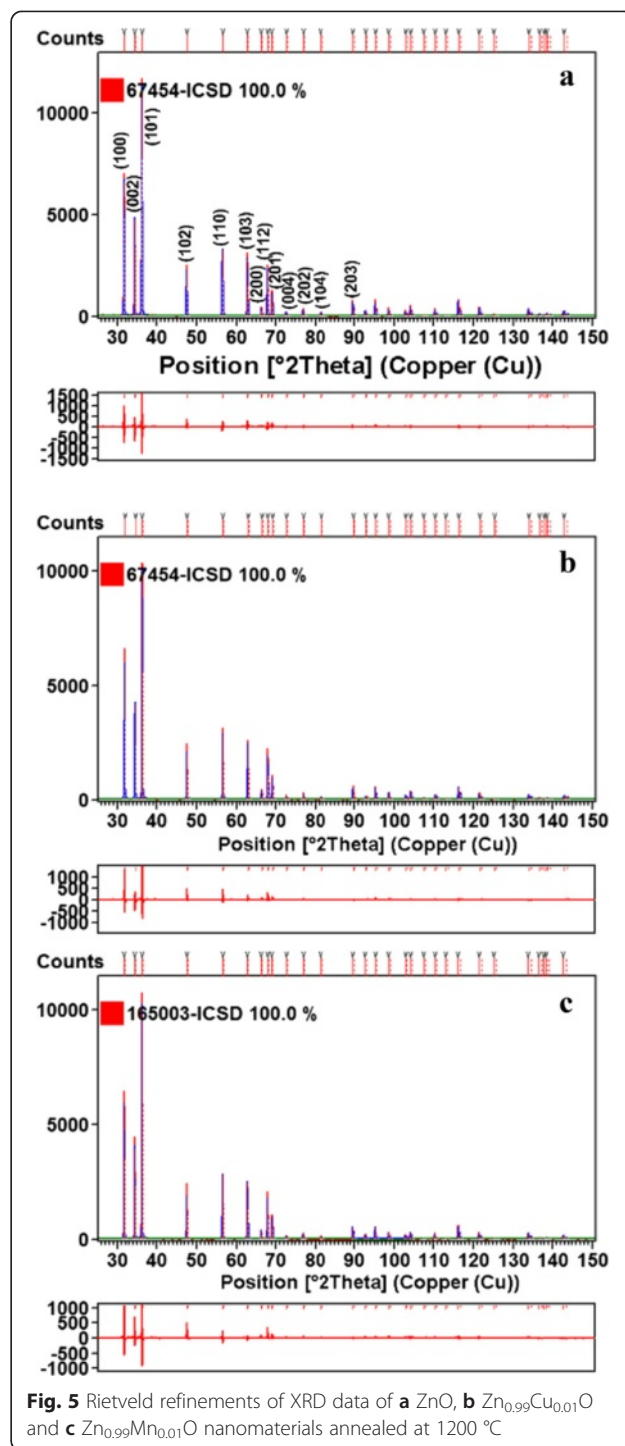 Counts
a
67454-ICSD 100.0 %
10000
5000
0
(100)
(002)
(101)
(102)
(110)
(103)
(200)
(112)
(201)
(004)
(202)
(104)
(203)
30 40 50 60 70 80 90 100 110 120 130 140 150
Position [°2Theta] (Copper (Cu))
1500
1000
500
0
-500
-1000
-1500
Counts
b
67454-ICSD 100.0 %
10000
5000
0
30 40 50 60 70 80 90 100 110 120 130 140 150
Position [°2Theta] (Copper (Cu))
1000
500
0
-500
-1000
Counts
c
165003-ICSD 100.0 %
10000
5000
0
30 40 50 60 70 80 90 100 110 120 130 140 150
Position [°2Theta] (Copper (Cu))
1000
500
0
-500
-1000
Fig. 5 Rietveld refinements of XRD data of a ZnO, b Zn0.99Cu0.01O
and c Zn0.99Mn0.01O nanomaterials annealed at 1200 °C